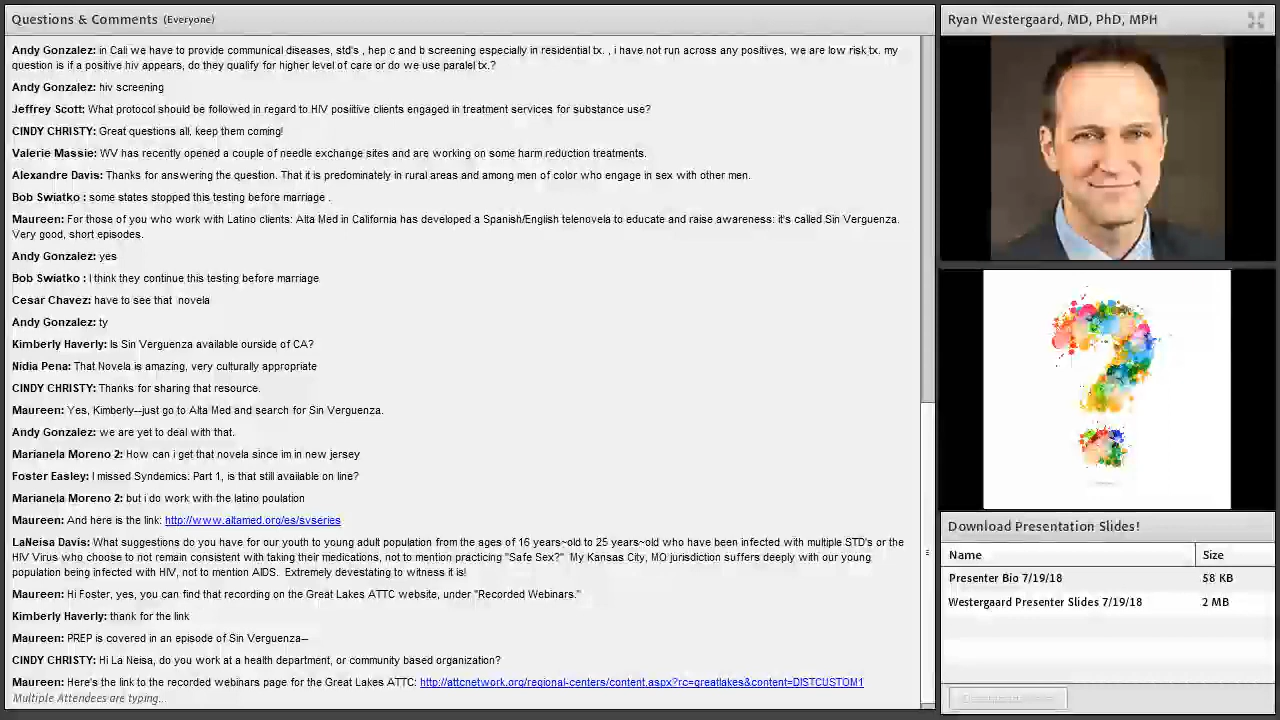 Questions & Comments (Everyone)
Andy Gonzalez: in Cali we have to provide communical diseases, std's , hep c and b screening especially in residential tx. , i have not run across any positives, we are low risk tx. my
question is if a positive hiv appears, do they qualify for higher level of care or do we use paralel tx.?
Andy Gonzalez: hiv screening
Jeffrey Scott: What protocol should be followed in regard to HIV positive clients engaged in treatment services for substance use?
CINDY CHRISTY: Great questions all, keep them coming!
Valerie Massie: WV has recently opened a couple of needle exchange sites and are working on some harm reduction treatments.
Alexandre Davis: Thanks for answering the question. That it is predominately in rural areas and among men of color who engage in sex with other men.
Bob Swiatko : some states stopped this testing before marriage .
Maureen: For those of you who work with Latino clients: Alta Med in California has developed a Spanish/English telenovela to educate and raise awareness: it's called Sin Verguenza.
Very good, short episodes.
Andy Gonzalez: yes
Bob Swiatko : I think they continue this testing before marriage
Cesar Chavez: have to see that novela
Andy Gonzalez: ty
Kimberly Haverly: Is Sin Verguenza available ourside of CA?
Nidia Pena: That Novela is amazing, very culturally appropriate
CINDY CHRISTY: Thanks for sharing that resource.
Maureen: Yes, Kimberly--just go to Alta Med and search for Sin Verguenza.
Andy Gonzalez: we are yet to deal with that.
Marianela Moreno 2: How can i get that novela since im in new jersey
Foster Easley: I missed Syndemics: Part 1, is that still available on line?
Marianela Moreno 2: but i do work with the latino poulation
Maureen: And here is the link: http://www.altamed.org/es/svseries
LaNeisa Davis: What suggestions do you have for our youth to young adult population from the ages of 16 years~old to 25 years~old who have been infected with multiple STD's or the
HIV Virus who choose to not remain consistent with taking their medications, not to mention practicing "Safe Sex?" My Kansas City, MO jurisdiction suffers deeply with our young
population being infected with HIV, not to mention AIDS. Extremely devestating to witness it is!
Maureen: Hi Foster, yes, you can find that recording on the Great Lakes ATTC website, under "Recorded Webinars."
Kimberly Haverly: thank for the link
Maureen: PREP is covered in an episode of Sin Verguenza--
CINDY CHRISTY: Hi La Neisa, do you work at a health department, or community based organization?
Maureen: Here's the link to the recorded webinars page for the Great Lakes ATTC: http://attcnetwork.org/regional-centers/content.aspx?rc=greatlakes&content=DISTCUSTOM1
Multiple Attendees are typing...
Ryan Westergaard, MD, PhD, MPH
Download Presentation Slides!
Name Size
Presenter Bio 7/19/18 58 KB
Westergaard Presenter Slides 7/19/18 2 MB